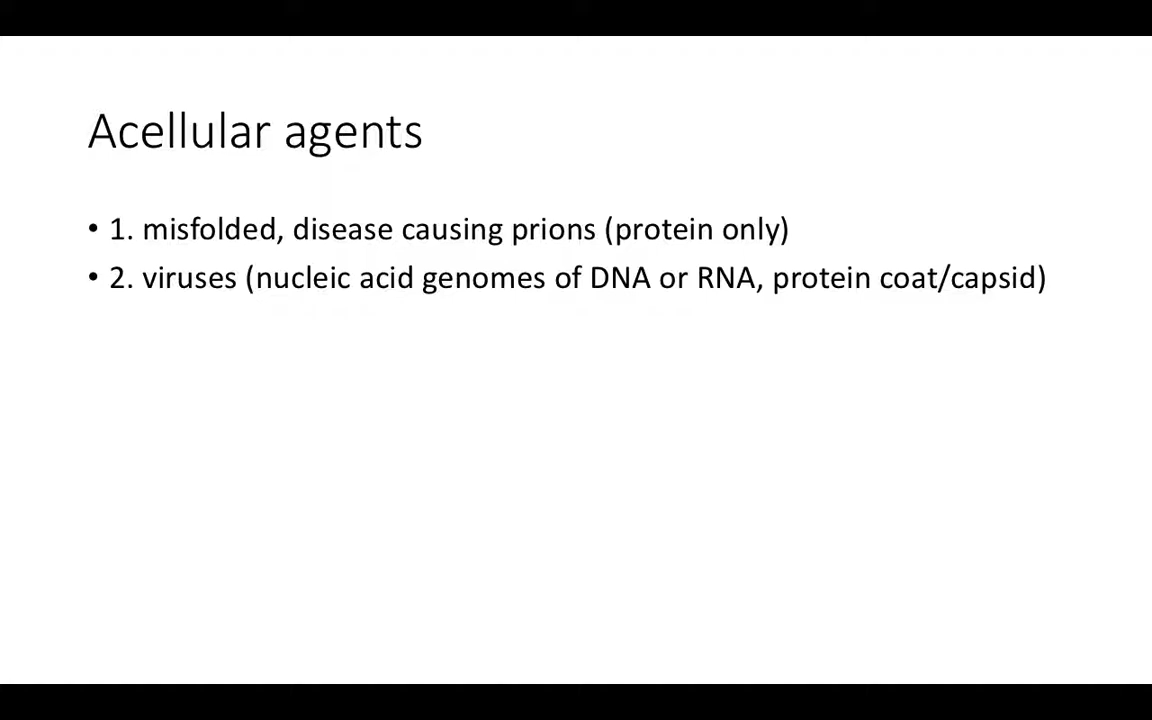 Acellular agents
• 1. misfolded, disease causing prions (protein only)
• 2. viruses (nucleic acid genomes of DNA or RNA, protein coat/capsid)